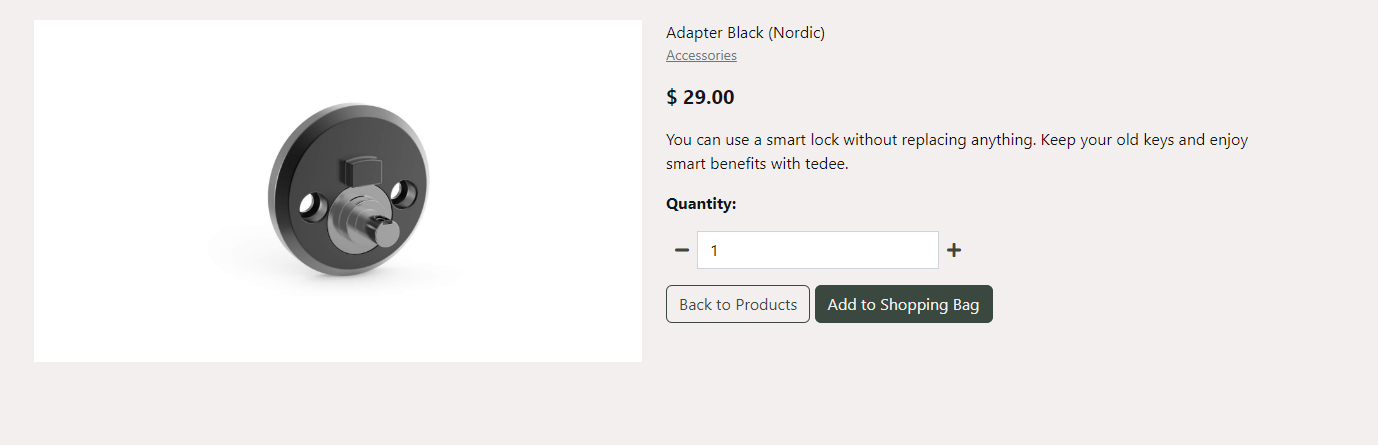 Adapter Black (Nordic)
Accessories
$ 29.00
You can use a smart lock without replacing anything. Keep your old keys and enjoy
smart benefits with tedee.
Quantity:
1
Back to Products
Add to Shopping Bag